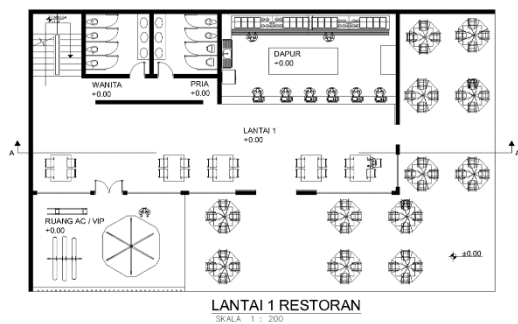 DAPUR
+0.00
WANITA
+0.00
PRIA
+0.00
LANTAI 1
+0.00
A
A
RUANG AC / VIP
+0.00
±0.00
LANTAI 1 RESTORAN
SKALA 1 : 200